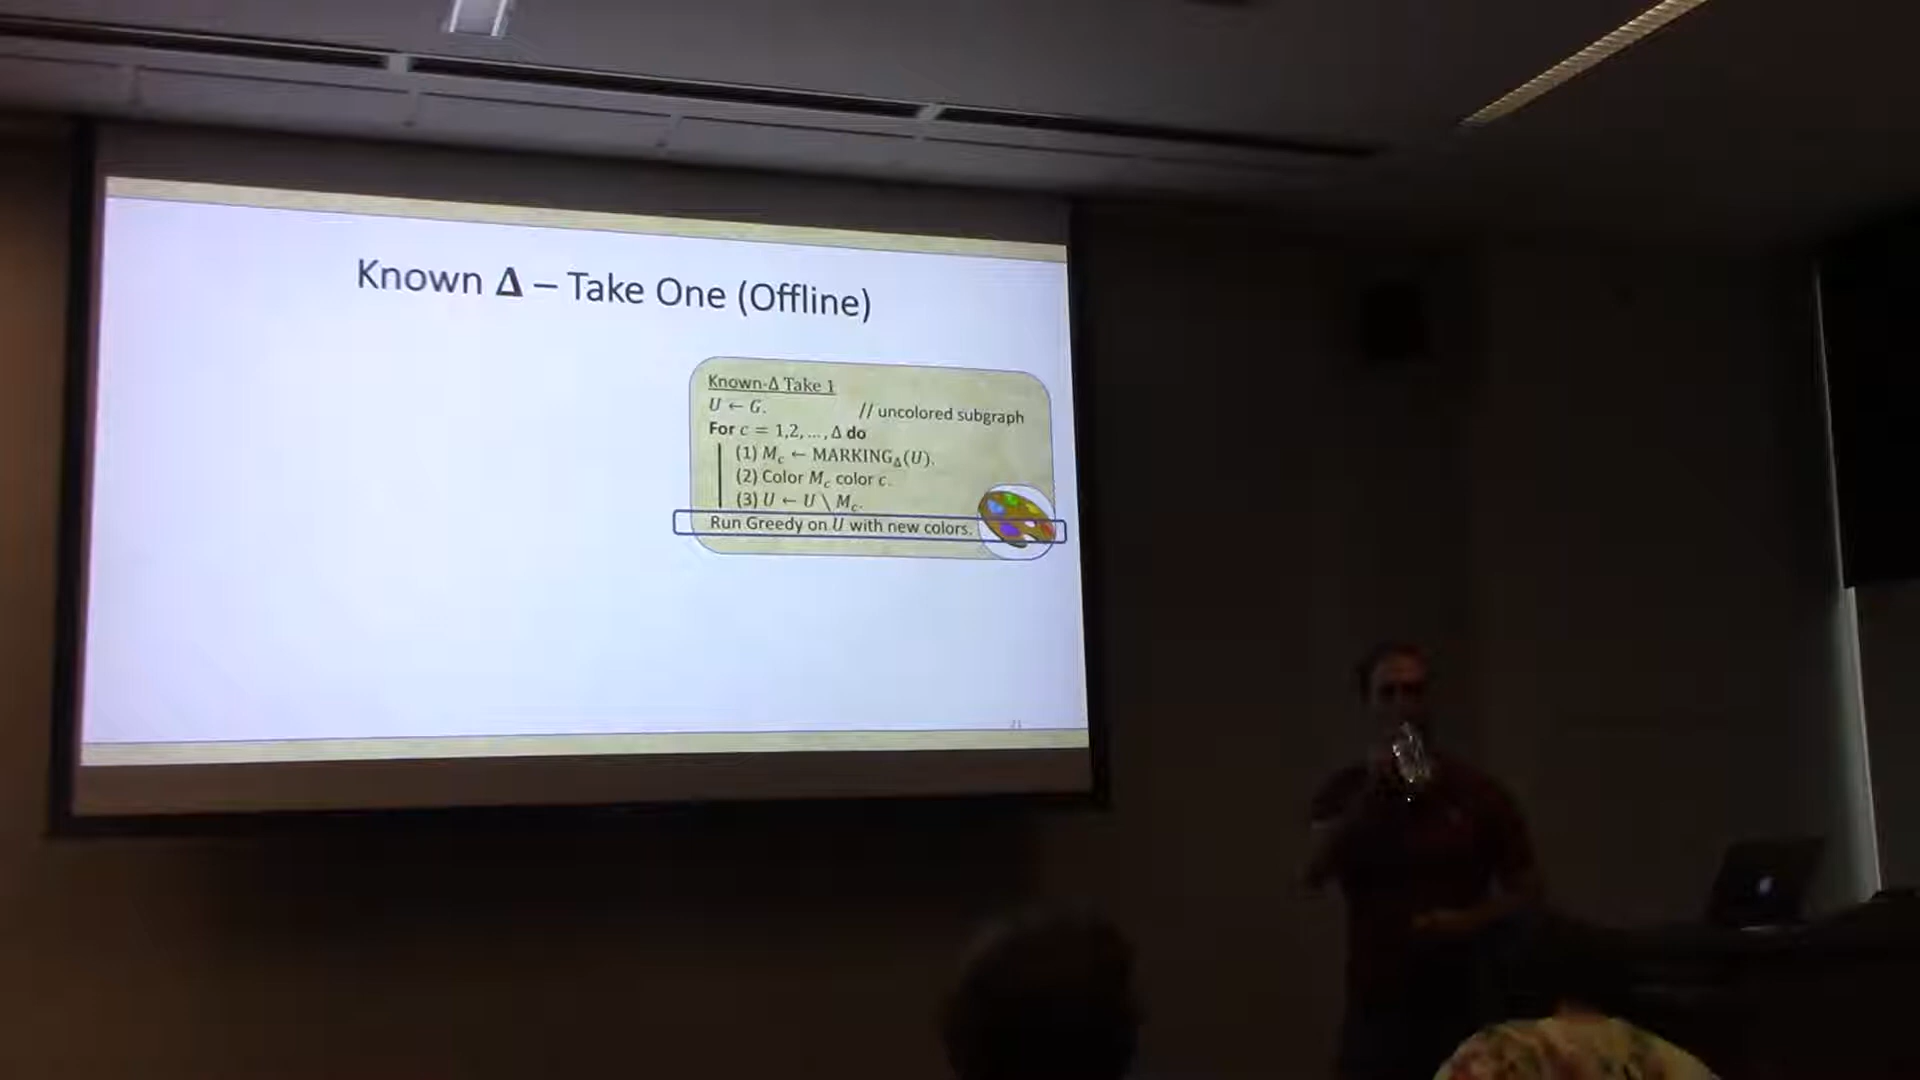 Known Δ – Take One (Offline)
Known-Δ Take 1
U ← G. // uncolored subgraph
For c = 1,2, … , Δ do
(1) M_c ← MARKING_Δ(U).
(2) Color M_c color c.
(3) U ← U \ M_c.
Run Greedy on U with new colors.
21